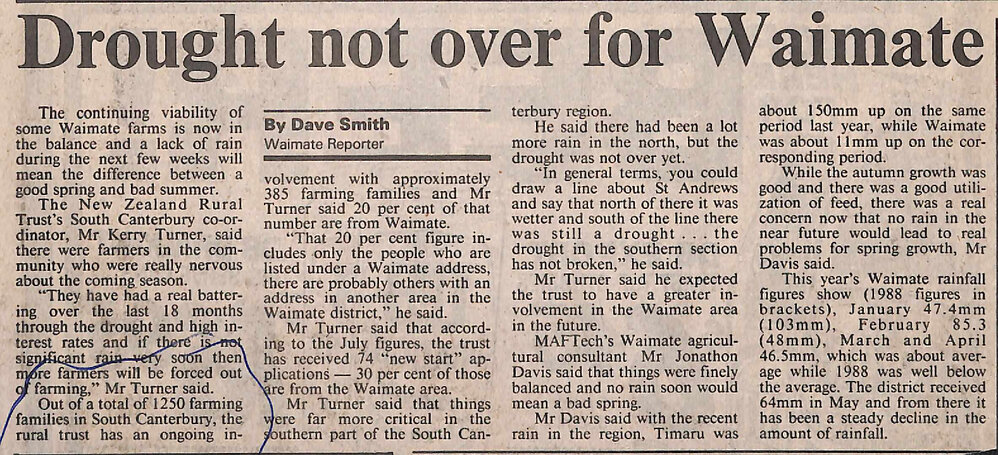 Drought not over for Waimate
The continuing viability of
some Waimate farms is now in
the balance and a lack of rain
during the next few weeks will
mean the difference between a
good spring and bad summer.
The New Zealand Rural
Trust's South Canterbury co-or-
dinator, Mr Kerry Turner, said
there were farmers in the com-
munity who were really nervous
about the coming season.
"They have had a real batter-
ing over the last 18 months
through the drought and high in-
terest rates and if there is not
significant rain very soon then
more farmers will be forced out
of farming," Mr Turner said.
Out of a total of 1250 farming
families in South Canterbury, the
rural trust has an ongoing in-
By Dave Smith
Waimate Reporter
volvement with approximately
385 farming families and Mr
Turner said 20 per cent of that
number are from Waimate.
"That 20 per cent figure in-
cludes only the people who are
listed under a Waimate address,
there are probably others with an
address in another area in the
Waimate district," he said.
Mr Turner said that accord-
ing to the July figures, the trust
has received 74 "new start" ap-
plications — 30 per cent of those
are from the Waimate area.
Mr Turner said that things
were far more critical in the
southern part of the South Can-
terbury region.
He said there had been a lot
more rain in the north, but the
drought was not over yet.
"In general terms, you could
draw a line about St Andrews
and say that north of there it was
wetter and south of the line there
was still a drought . . . the
drought in the southern section
has not broken," he said.
Mr Turner said he expected
the trust to have a greater in-
volvement in the Waimate area
in the future.
MAFTech's Waimate agricul-
tural consultant Mr Jonathon
Davis said that things were finely
balanced and no rain soon would
mean a bad spring.
Mr Davis said with the recent
rain in the region, Timaru was
about 150mm up on the same
period last year, while Waimate
was about 11mm up on the cor-
responding period.
While the autumn growth was
good and there was a good utili-
zation of feed, there was a real
concern now that no rain in the
near future would lead to real
problems for spring growth, Mr
Davis said.
This year's Waimate rainfall
figures show (1988 figures in
brackets), January 47.4mm
(103mm), February 85.3
(48mm), March and April
46.5mm, which was about aver-
age while 1988 was well below
the average. The district received
64mm in May and from there it
has been a steady decline in the
amount of rainfall.